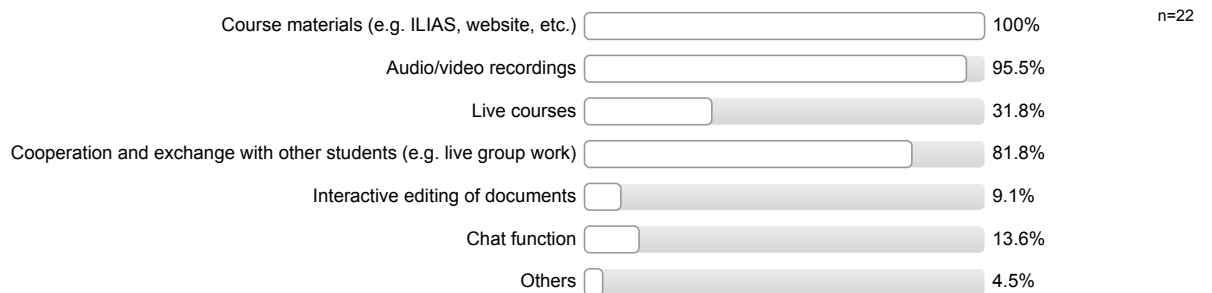 Course materials (e.g. ILIAS, website, etc.) 100% n=22
Audio/video recordings 95.5%
Live courses 31.8%
Cooperation and exchange with other students (e.g. live group work) 81.8%
Interactive editing of documents 9.1%
Chat function 13.6%
Others 4.5%